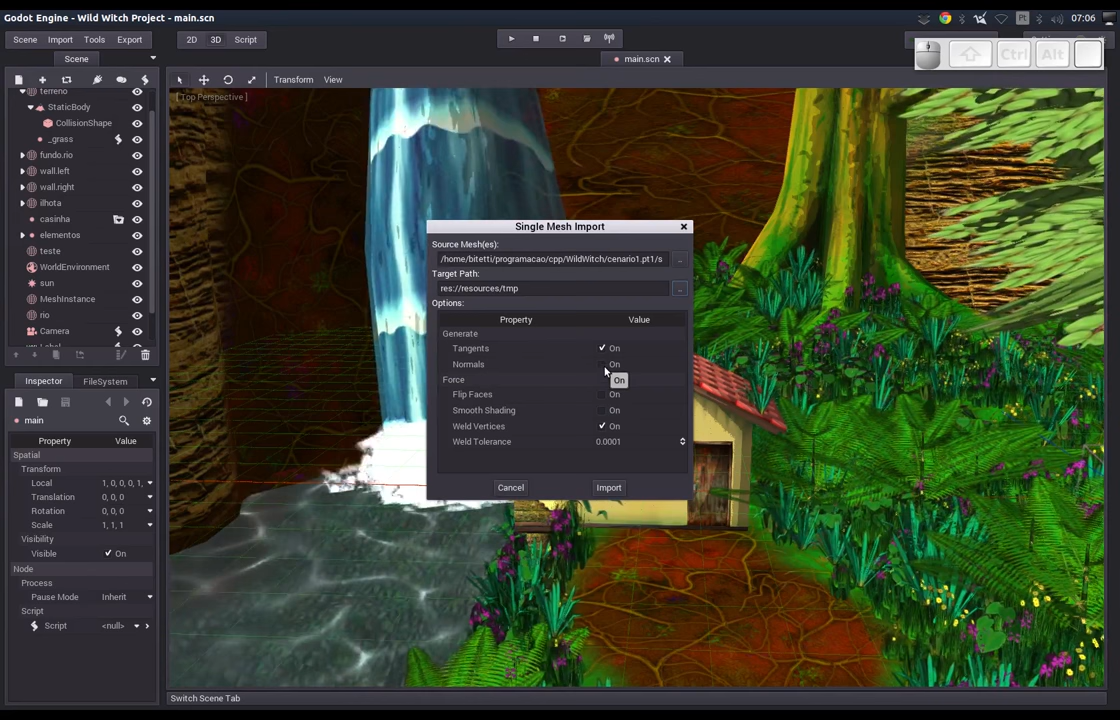 Godot Engine - Wild Witch Project - main.scn
Pt
07:06
Scene Import Tools Export
2D 3D Script
Ctrl Alt
Scene
main.scn
Transform View
[ Top Perspective ]
terreno
StaticBody
CollisionShape
_grass
fundo.rio
wall.left
wall.right
ilhota
casinha
elementos
teste
WorldEnvironment
sun
MeshInstance
rio
Camera
Inspector FileSystem
main
Property Value
Spatial
Transform
Local 1, 0, 0, 0, 1,
Translation 0, 0, 0
Rotation 0, 0, 0
Scale 1, 1, 1
Visibility
Visible On
Node
Process
Pause Mode Inherit
Script
Script <null>
Single Mesh Import
Source Mesh(es):
/home/bitetti/programacao/cpp/WildWitch/cenario1.pt1/s
..
Target Path:
res://resources/tmp
..
Options:
Property Value
Generate
Tangents On
Normals On
Force
On
Flip Faces On
Smooth Shading On
Weld Vertices On
Weld Tolerance 0.0001
Cancel Import
Switch Scene Tab